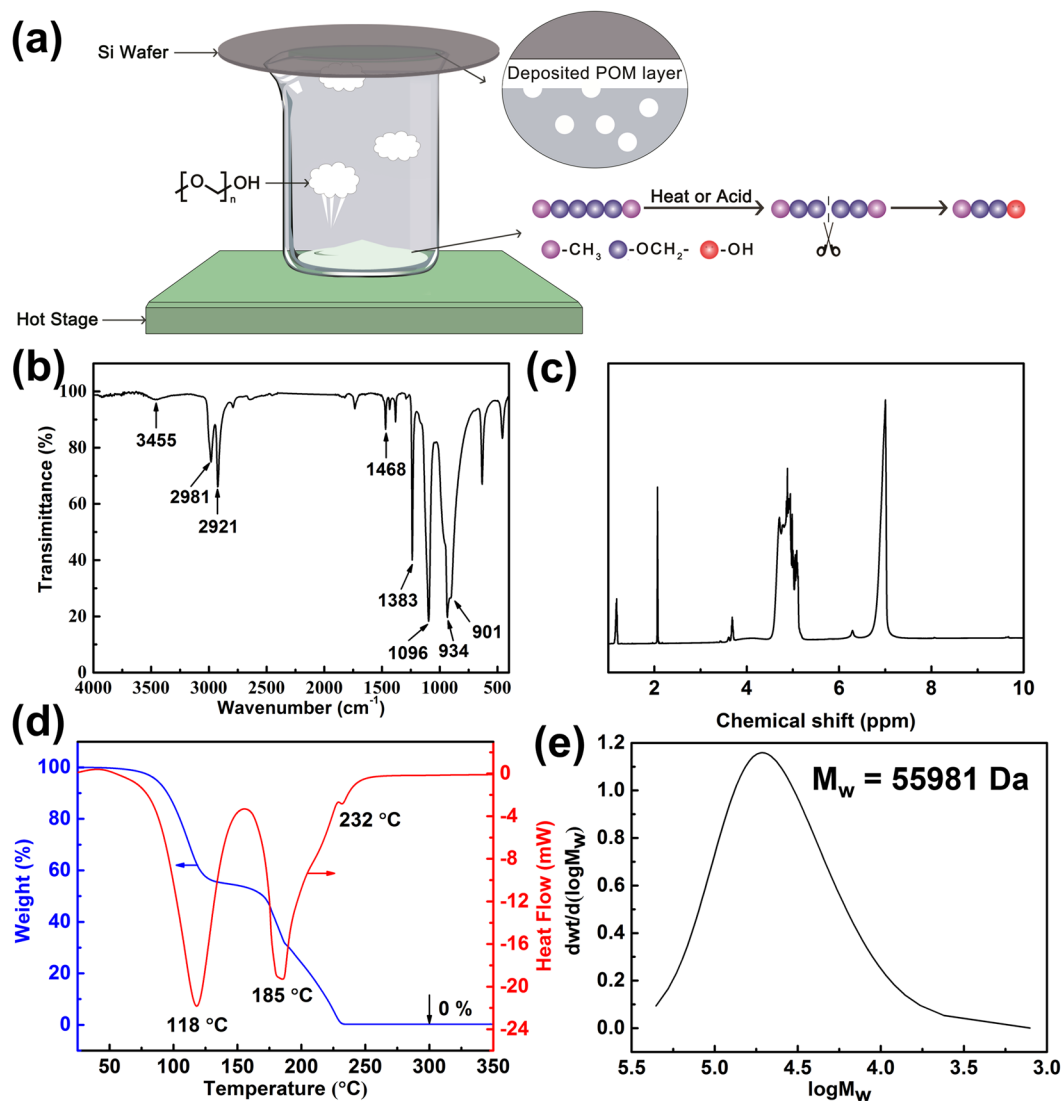 (a)
Si Wafer
Deposited POM layer
O OH
n
Heat or Acid
-CH₃ -OCH₂- -OH
Hot Stage
(b)
100
80
60
40
20
0
Transimittance (%)
3455
2981
2921
1468
1383
1096
934
901
4000 3500 3000 2500 2000 1500 1000 500
Wavenumber (cm⁻¹)
(c)
2 4 6 8 10
Chemical shift (ppm)
(d)
100
80
60
40
20
0
Weight (%)
0
-4
-8
-12
-16
-20
-24
Heat Flow (mW)
232 °C
185 °C
118 °C
0 %
50 100 150 200 250 300 350
Temperature (°C)
(e)
1.2
1.0
0.8
0.6
0.4
0.2
0.0
dwt/d(logMw)
Mw = 55981 Da
5.5 5.0 4.5 4.0 3.5 3.0
logMw